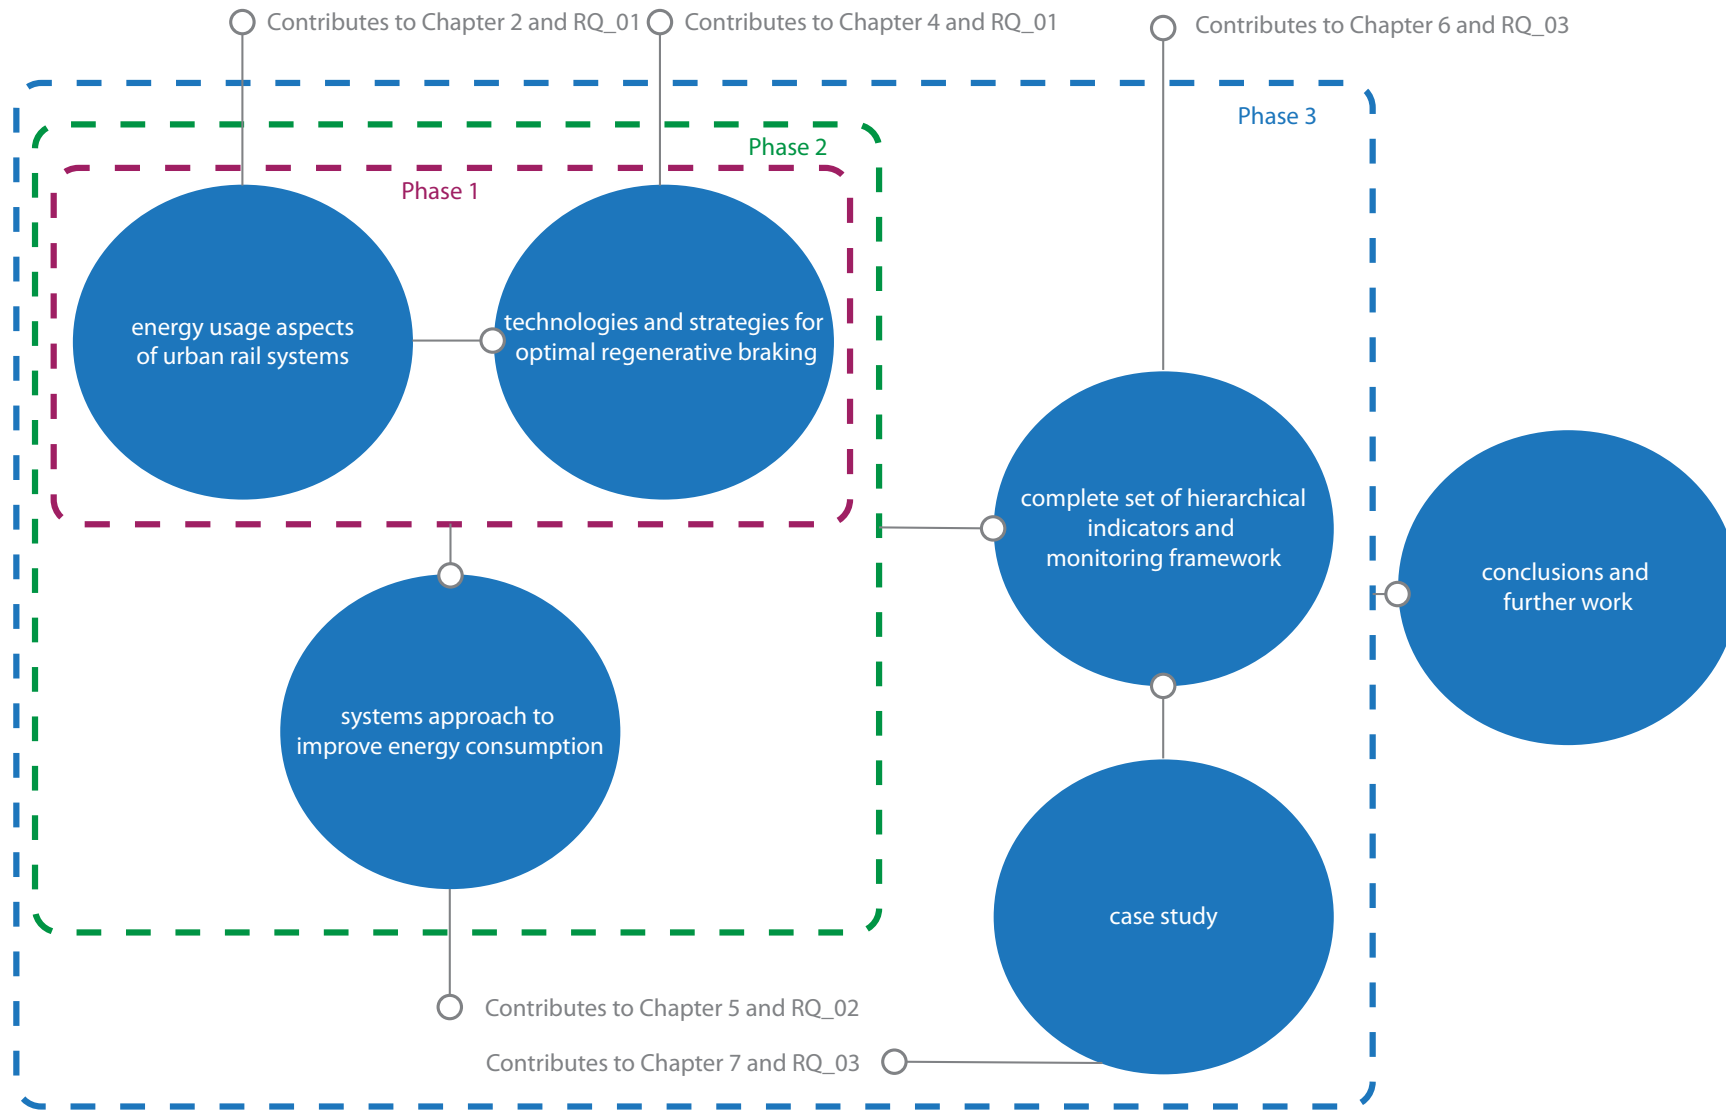 Contributes to Chapter 2 and RQ_01
Contributes to Chapter 4 and RQ_01
Contributes to Chapter 6 and RQ_03
Phase 3
Phase 2
Phase 1
energy usage aspects
of urban rail systems
technologies and strategies for
optimal regenerative braking
complete set of hierarchical
indicators and
monitoring framework
conclusions and
further work
systems approach to
improve energy consumption
case study
Contributes to Chapter 5 and RQ_02
Contributes to Chapter 7 and RQ_03